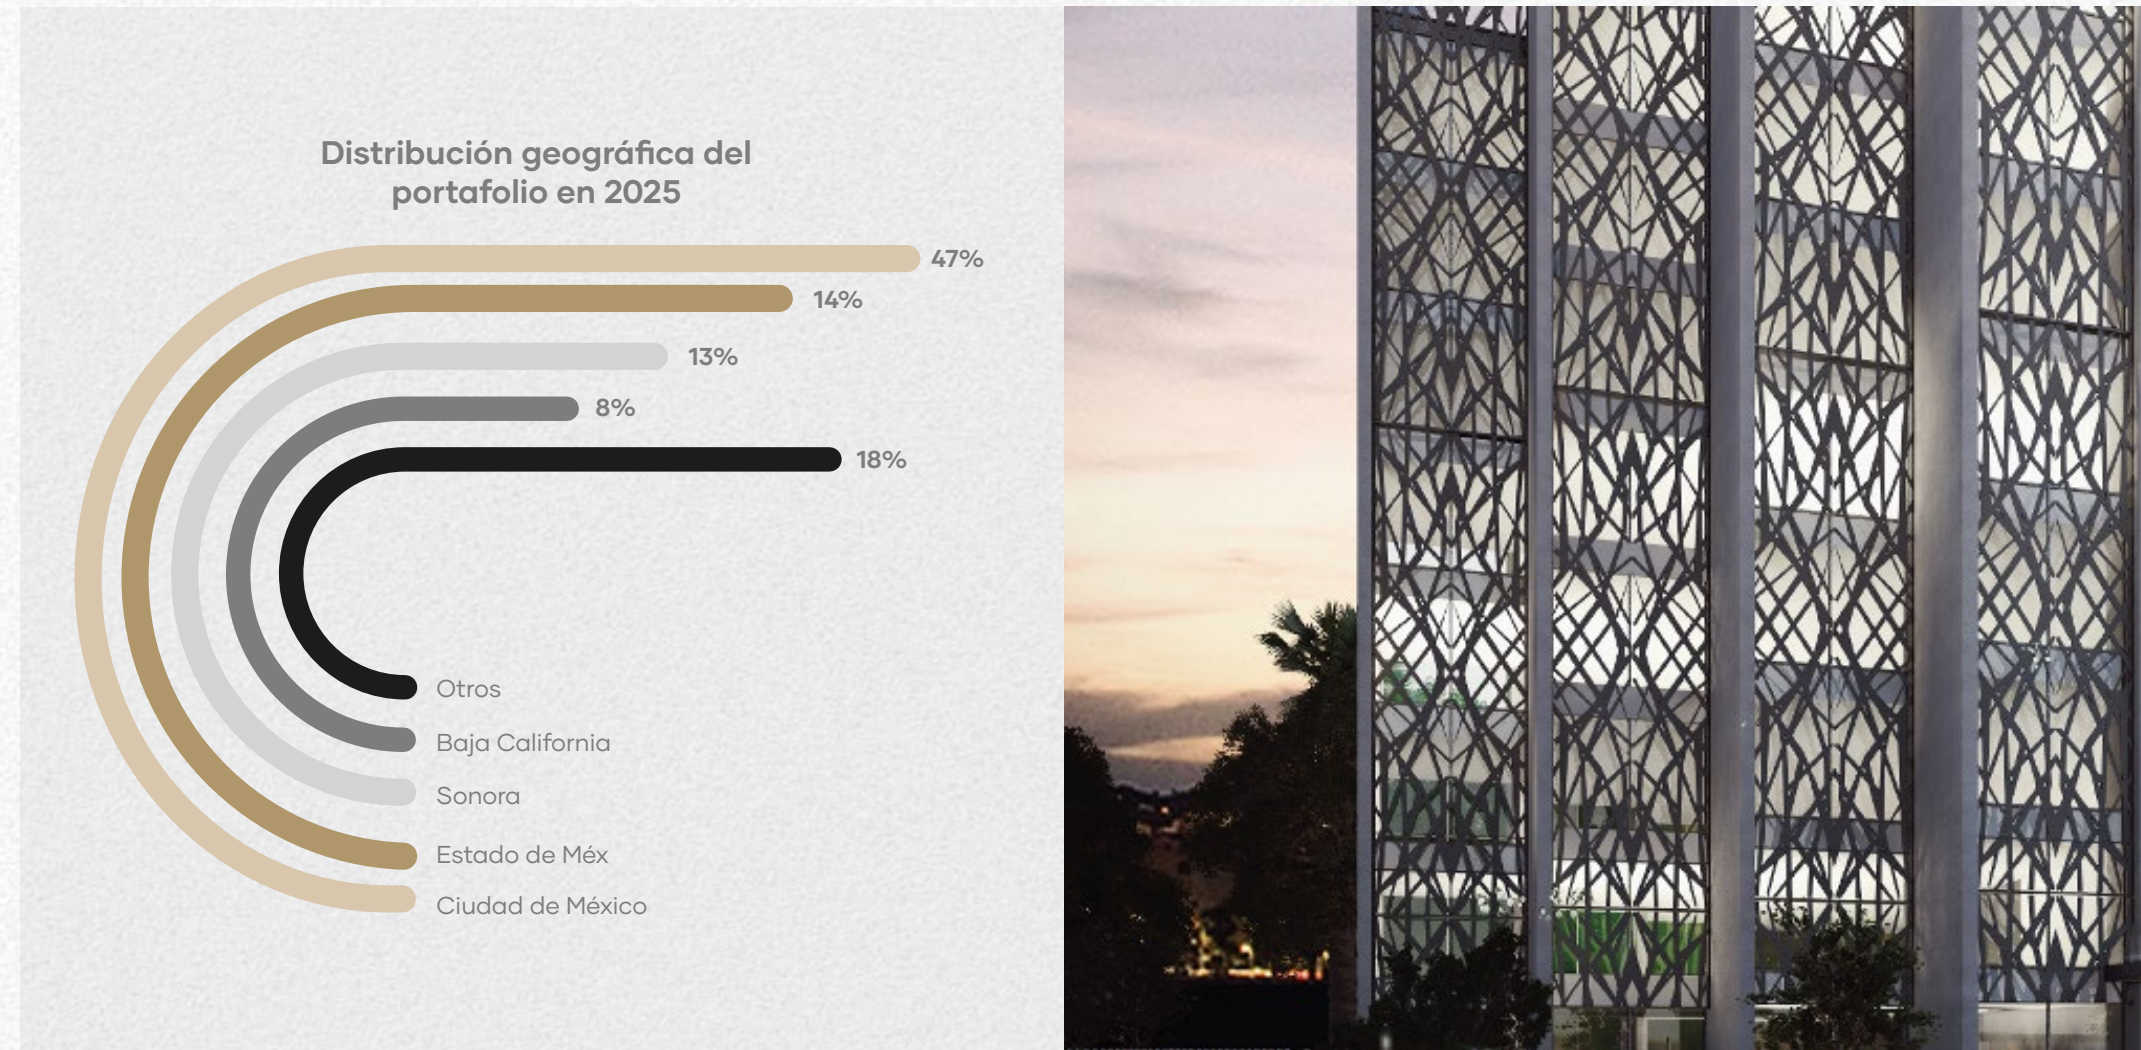 Distribución geográfica del
portafolio en 2025
47%
14%
13%
8%
18%
Otros
Baja California
Sonora
Estado de Méx
Ciudad de México